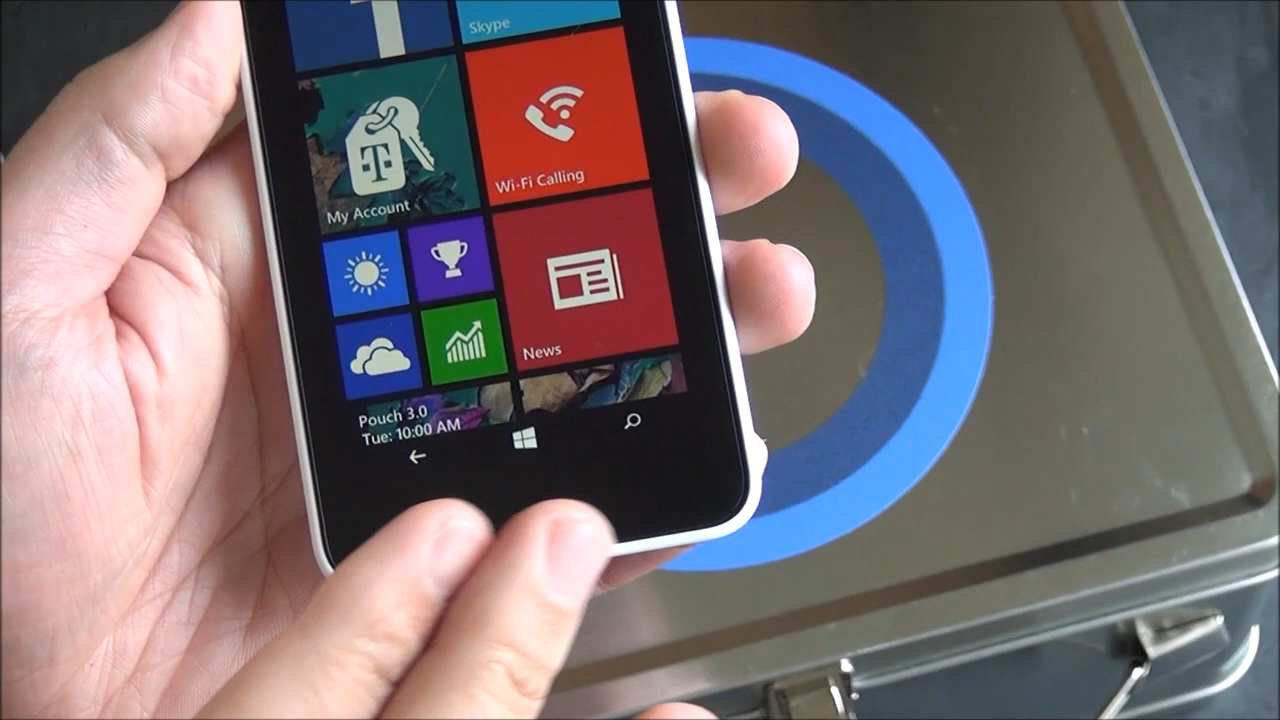 Skype
Wi-Fi Calling
T
My Account
News
Pouch 3.0
Tue: 10:00 AM